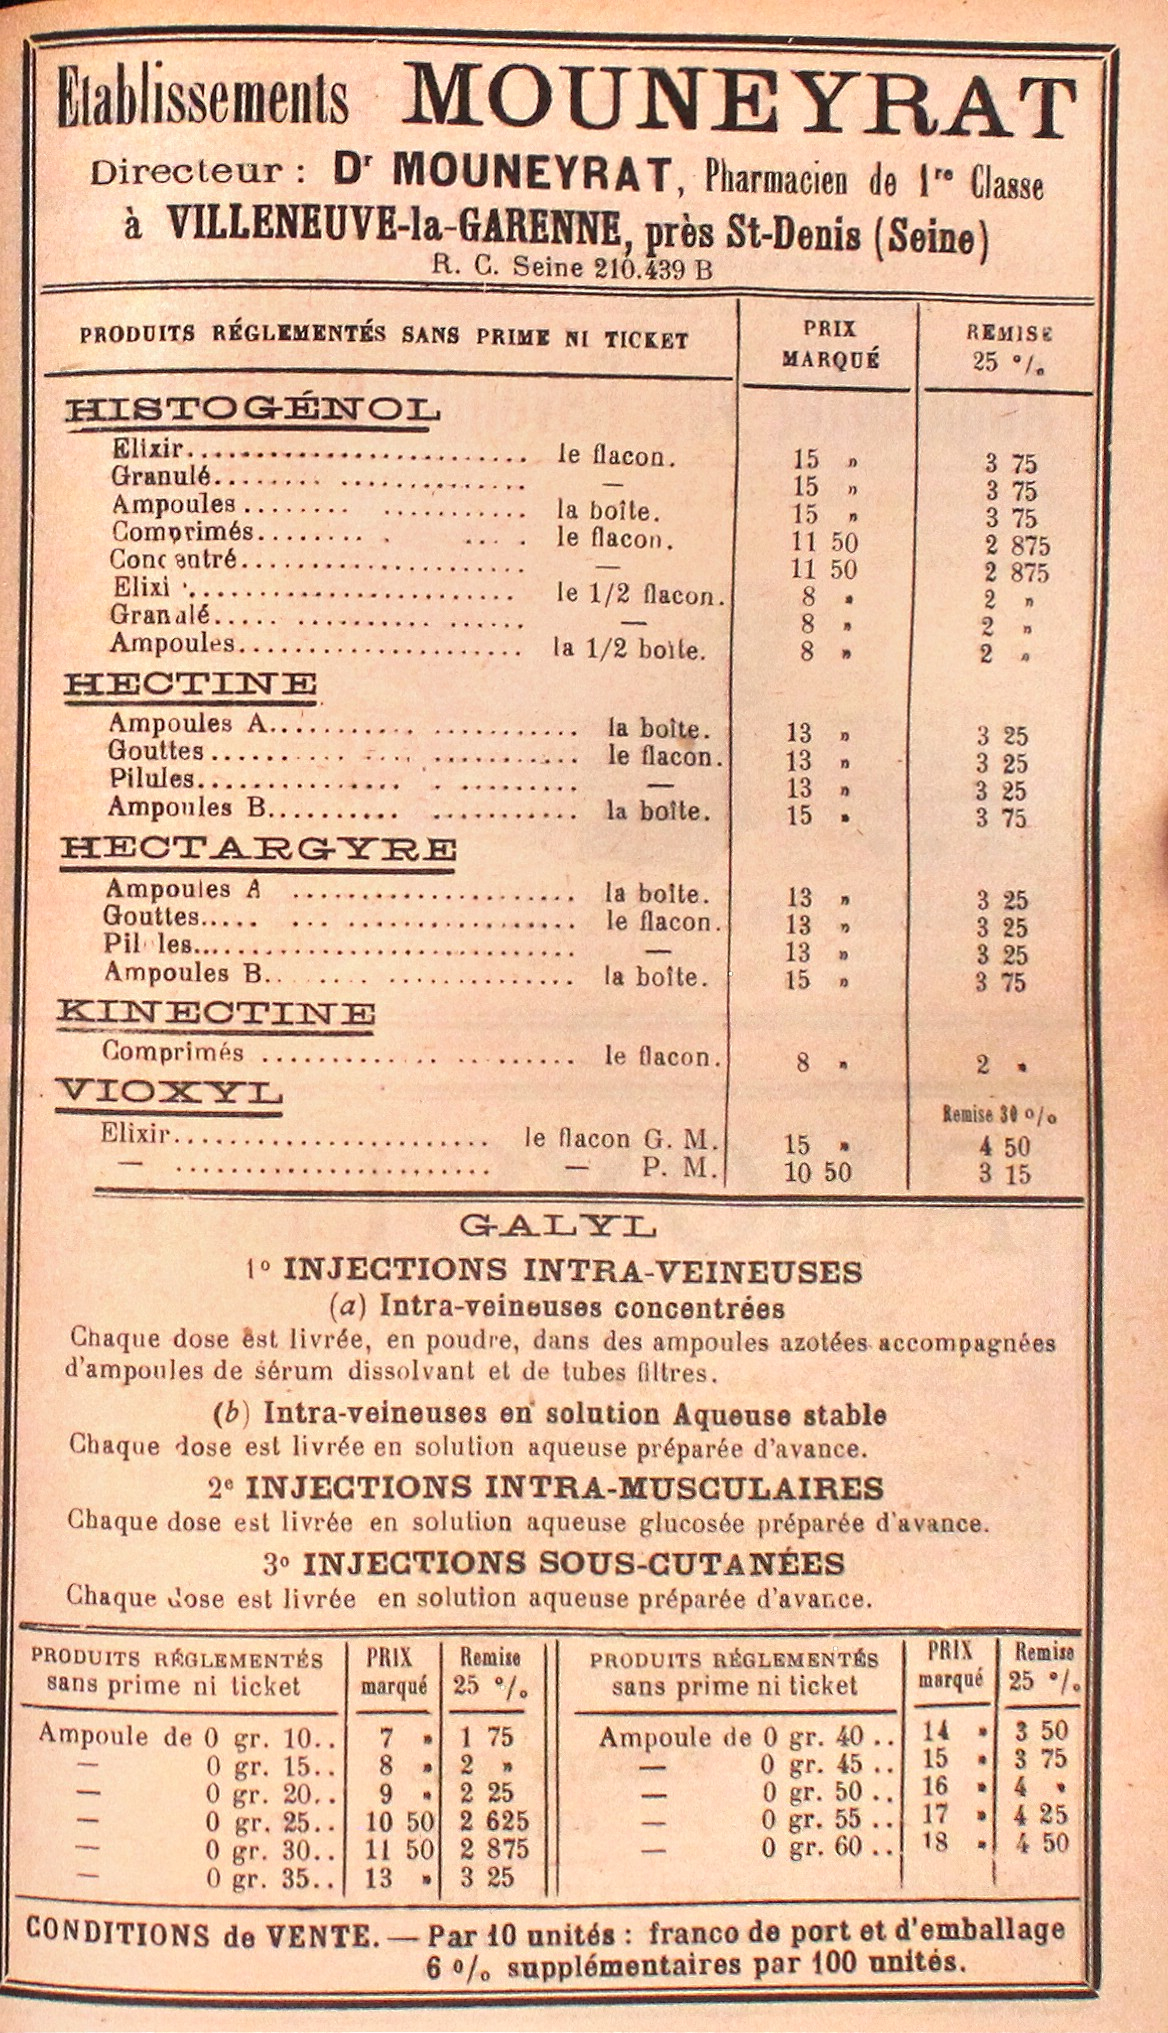 Etablissements MOUNEYRAT
Directeur : Dr MOUNEYRAT, Pharmacien de 1re Classe
à VILLENEUVE-la-GARENNE, près St-Denis (Seine)
R. C. Seine 210.439 B
PRODUITS RÉGLEMENTÉS SANS PRIME NI TICKET PRIX MARQUÉ REMISE 25 %
HISTOGÉNOL
Elixir........................... le flacon. 15 » 3 75
Granulé........ .............. — 15 » 3 75
Ampoules ........ ........... la boîte. 15 » 3 75
Comprimés........ . .... . le flacon. 11 50 2 875
Concentré....................... — 11 50 2 875
Elixi .......................... le 1/2 flacon. 8 » 2 »
Granulé..... ......... ...... — 8 » 2 »
Ampoules...................... la 1/2 boîte. 8 » 2 »
HECTINE
Ampoules A.......... ........... la boîte. 13 » 3 25
Gouttes .......... .... ........... le flacon. 13 » 3 25
Pilules................ . ......... — 13 » 3 25
Ampoules B.......... ........... la boîte. 15 » 3 75
HECTARGYRE
Ampoules A ...................... la boîte. 13 » 3 25
Gouttes..... ... ................. le flacon. 13 » 3 25
Pil les............................. — 13 » 3 25
Ampoules B.. .... .............. la boîte. 15 » 3 75
KINECTINE
Comprimés ............. .. ........ le flacon. 8 » 2 »
VIOXYL
Remise 30 %
Elixir........................ le flacon G. M. 15 » 4 50
— ........................ — P. M. 10 50 3 15
GALYL
1o INJECTIONS INTRA-VEINEUSES
(a) Intra-veineuses concentrées
Chaque dose est livrée, en poudre, dans des ampoules azotées accompagnées
d'ampoules de sérum dissolvant et de tubes filtres.
(b) Intra-veineuses en solution Aqueuse stable
Chaque dose est livrée en solution aqueuse préparée d'avance.
2e INJECTIONS INTRA-MUSCULAIRES
Chaque dose est livrée en solution aqueuse glucosée préparée d'avance.
3o INJECTIONS SOUS-CUTANÉES
Chaque dose est livrée en solution aqueuse préparée d'avance.
PRODUITS RÉGLEMENTÉS sans prime ni ticket PRIX marqué Remise 25 %
Ampoule de 0 gr. 10.. 7 » 1 75
— 0 gr. 15.. 8 » 2 »
— 0 gr. 20.. 9 » 2 25
— 0 gr. 25.. 10 50 2 625
— 0 gr. 30.. 11 50 2 875
— 0 gr. 35.. 13 » 3 25
PRODUITS RÉGLEMENTÉS sans prime ni ticket PRIX marqué Remise 25 %
Ampoule de 0 gr. 40 .. 14 » 3 50
— 0 gr. 45 .. 15 » 3 75
— 0 gr. 50 .. 16 » 4 »
— 0 gr. 55 .. 17 » 4 25
— 0 gr. 60 .. 18 » 4 50
CONDITIONS de VENTE. — Par 10 unités : franco de port et d'emballage
6 % supplémentaires par 100 unités.